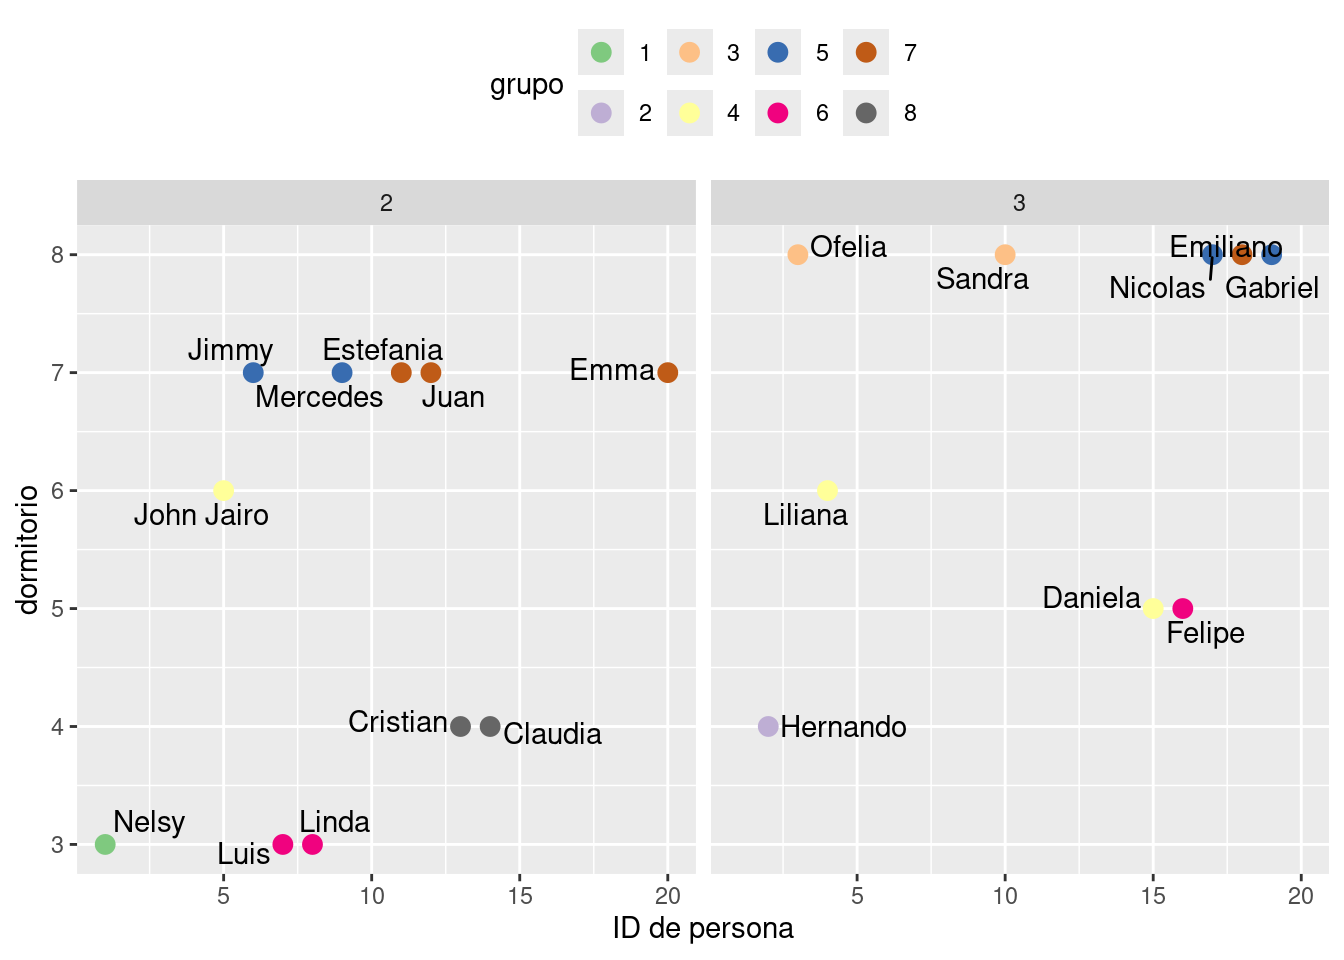 grupo
1 3 5 7
2 4 6 8
2 3
8
7
6
5
4
3
dormitorio
Jimmy
Estefania
Mercedes
Juan
Emma
John Jairo
Cristian
Claudia
Nelsy
Linda
Luis
5 10 15 20
Ofelia
Sandra
Emiliano
Nicolas
Gabriel
Liliana
Daniela
Felipe
Hernando
5 10 15 20
ID de persona